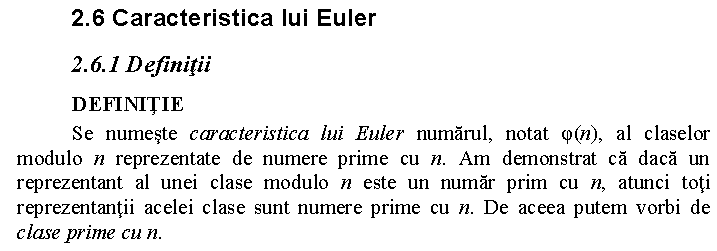 2.6 Caracteristica lui Euler
2.6.1 Definiţii
DEFINIŢIE
Se numeşte caracteristica lui Euler numărul, notat φ(n), al claselor
modulo n reprezentate de numere prime cu n. Am demonstrat că dacă un
reprezentant al unei clase modulo n este un număr prim cu n, atunci toţi
reprezentanţii acelei clase sunt numere prime cu n. De aceea putem vorbi de
clase prime cu n.